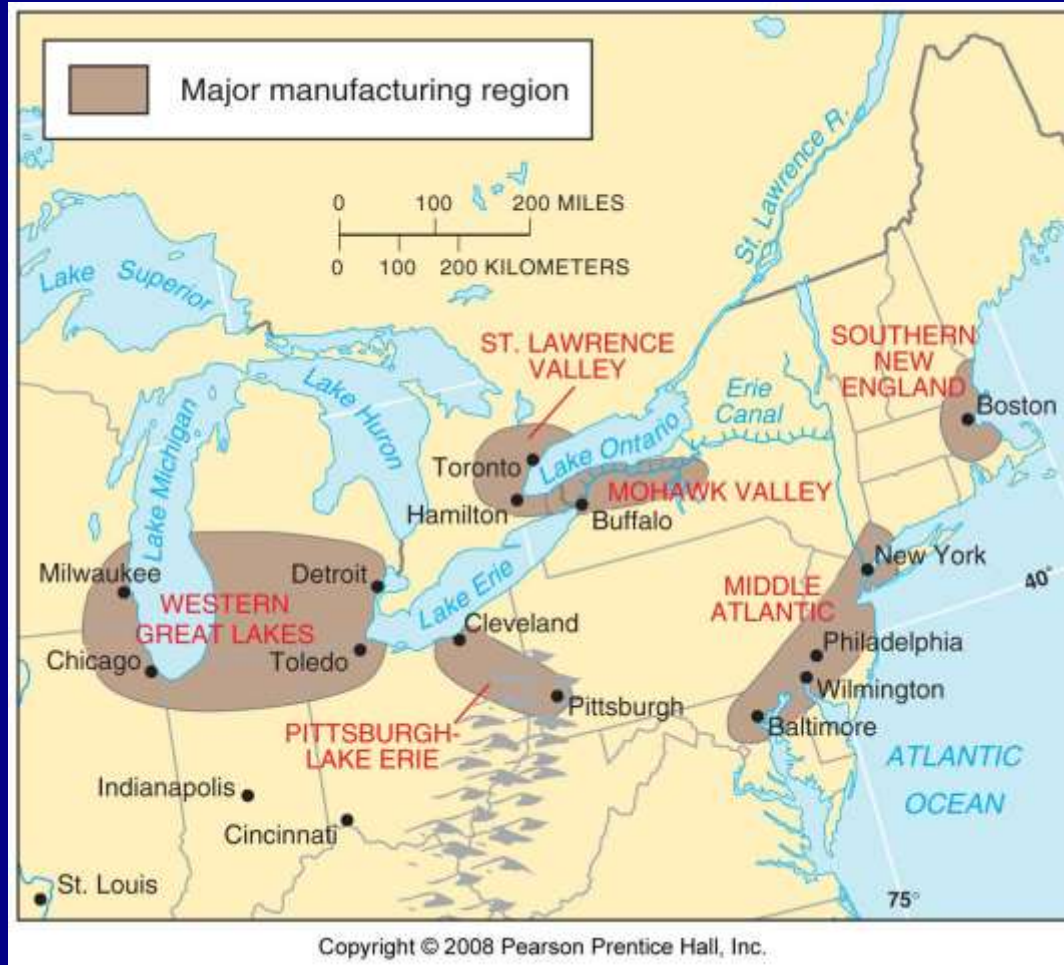 Major manufacturing region
0 100 200 MILES
0 100 200 KILOMETERS
St. Lawrence R.
Lake Superior
ST. LAWRENCE
VALLEY
SOUTHERN
NEW
ENGLAND
Lake Huron
Lake Michigan
Erie
Canal
Boston
Toronto
Lake Ontario
Hamilton
MOHAWK VALLEY
Buffalo
New York
Milwaukee
Detroit
Lake Erie
40°
WESTERN
GREAT LAKES
MIDDLE
ATLANTIC
Cleveland
Chicago
Toledo
Philadelphia
Wilmington
Pittsburgh
Baltimore
PITTSBURGH-
LAKE ERIE
ATLANTIC
OCEAN
Indianapolis
Cincinnati
St. Louis
75°
Copyright © 2008 Pearson Prentice Hall, Inc.